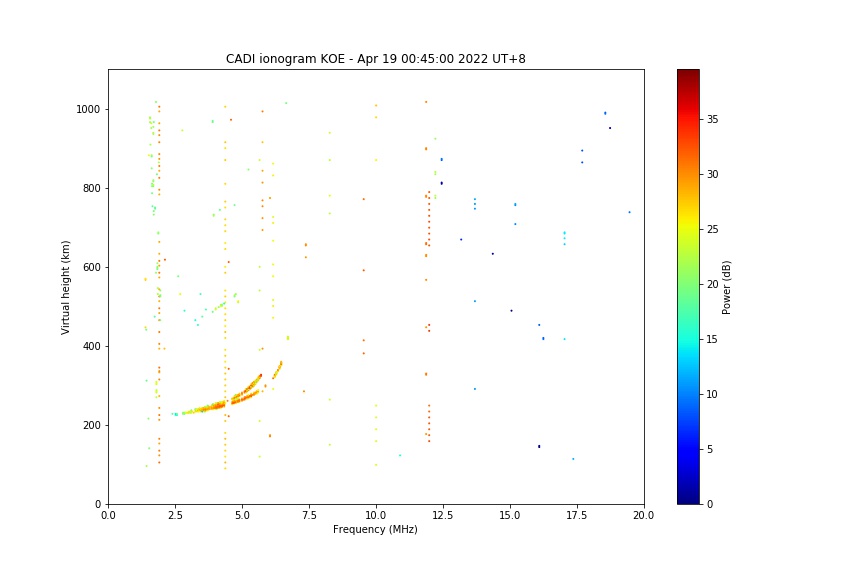 CADI ionogram KOE - Apr 19 00:45:00 2022 UT+8
1000
800
600
400
200
0
Virtual height (km)
0.0 2.5 5.0 7.5 10.0 12.5 15.0 17.5 20.0
Frequency (MHz)
35
30
25
20
15
10
5
0
Power (dB)